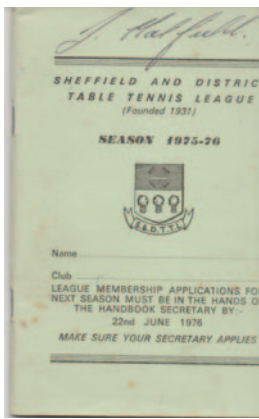 J. Hatfield.
SHEFFIELD AND DISTRIC
TABLE TENNIS LEAGUE
(Founded 1931)
SEASON 1975-76
S. & D. T. T. L.
Name
Club
LEAGUE MEMBERSHIP APPLICATIONS FO
NEXT SEASON MUST BE IN THE HANDS O
THE HANDBOOK SECRETARY BY:-
22nd JUNE 1976
MAKE SURE YOUR SECRETARY APPLIES